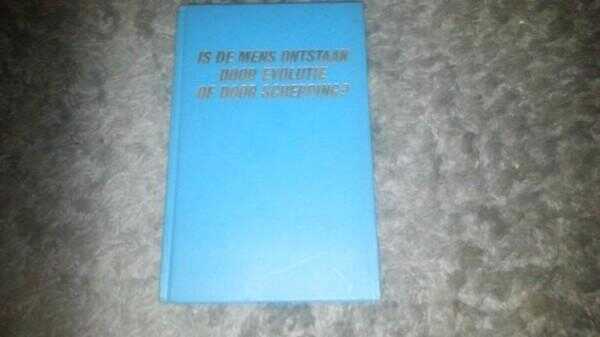 IS DE MENS ONTSTAAN
DOOR EVOLUTIE
OF DOOR SCHEPPING?